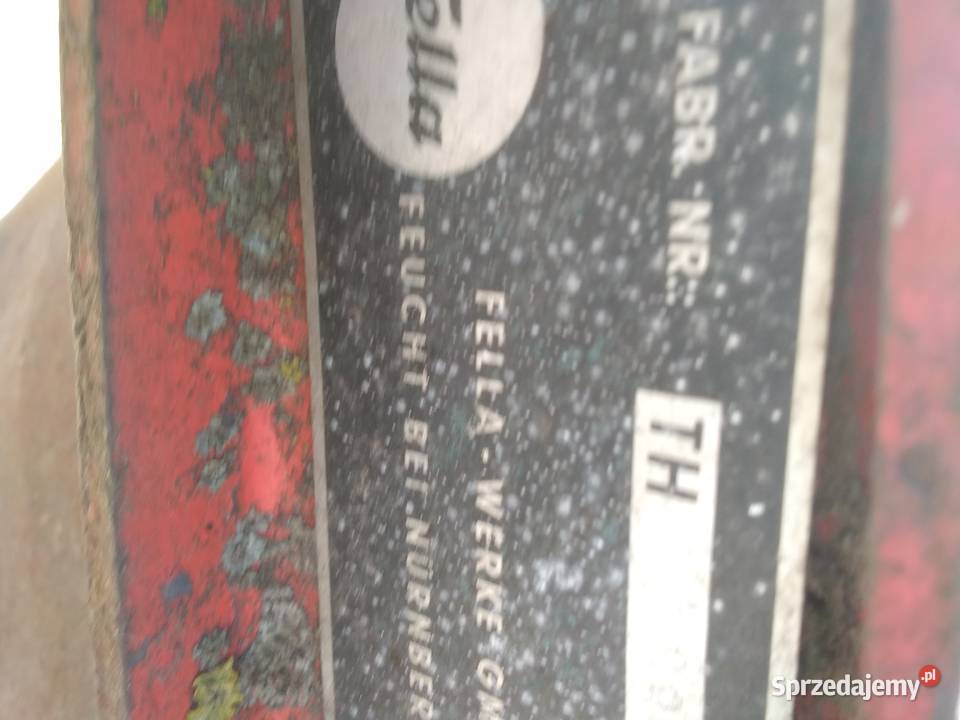 FABR.-NR.:
TH
FELLA-WERKE
Fella
FEUCHT BEI NÜRNBER
Sprzedajemy.pl